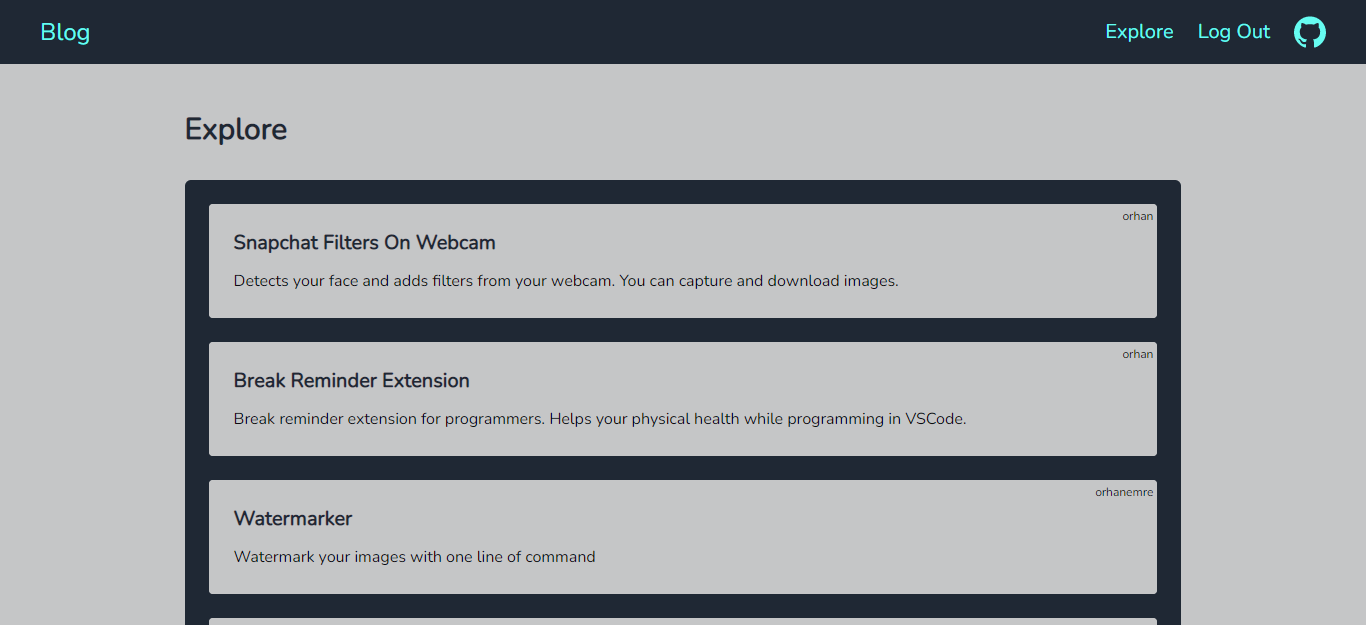 Blog
Explore
Log Out
Explore
orhan
Snapchat Filters On Webcam
Detects your face and adds filters from your webcam. You can capture and download images.
orhan
Break Reminder Extension
Break reminder extension for programmers. Helps your physical health while programming in VSCode.
orhanemre
Watermarker
Watermark your images with one line of command